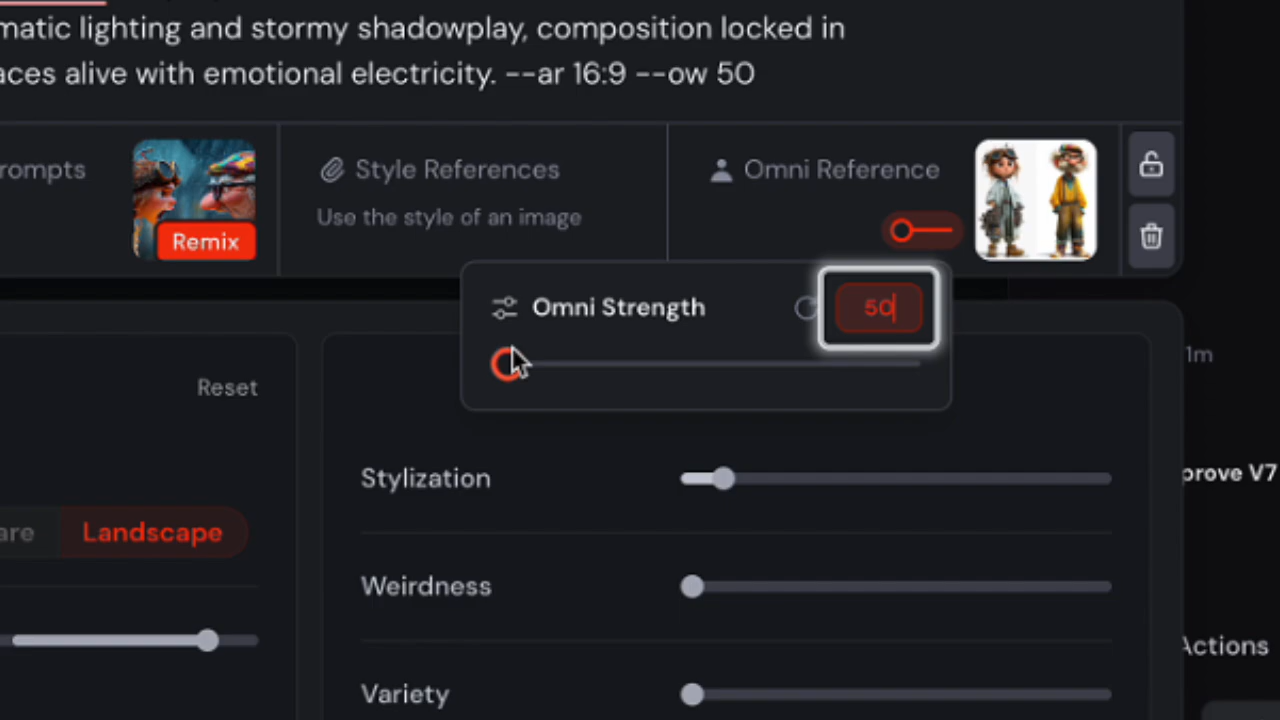 matic lighting and stormy shadowplay, composition locked in
aces alive with emotional electricity. --ar 16:9 --ow 50
rompts
Remix
Style References
Use the style of an image
Omni Reference
Omni Strength
50
1m
Reset
Stylization
prove V7
are
Landscape
Weirdness
Actions
Variety